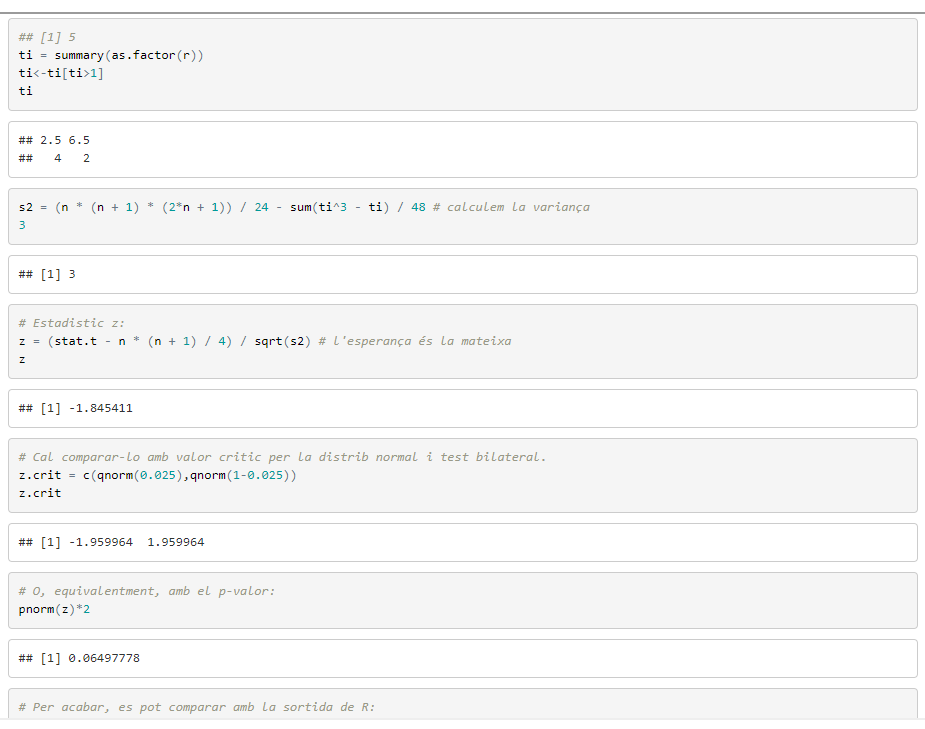 ## [1] 5
ti = summary(as.factor(r))
ti<-ti[ti>1]
ti
## 2.5 6.5
##   4   2
s2 = (n * (n + 1) * (2*n + 1)) / 24 - sum(ti^3 - ti) / 48 # calculem la variança
3
## [1] 3
# Estadistic z:
z = (stat.t - n * (n + 1) / 4) / sqrt(s2) # l'esperança és la mateixa
z
## [1] -1.845411
# Cal comparar-lo amb valor critic per la distrib normal i test bilateral.
z.crit = c(qnorm(0.025),qnorm(1-0.025))
z.crit
## [1] -1.959964  1.959964
# O, equivalentment, amb el p-valor:
pnorm(z)*2
## [1] 0.06497778
# Per acabar, es pot comparar amb la sortida de R: